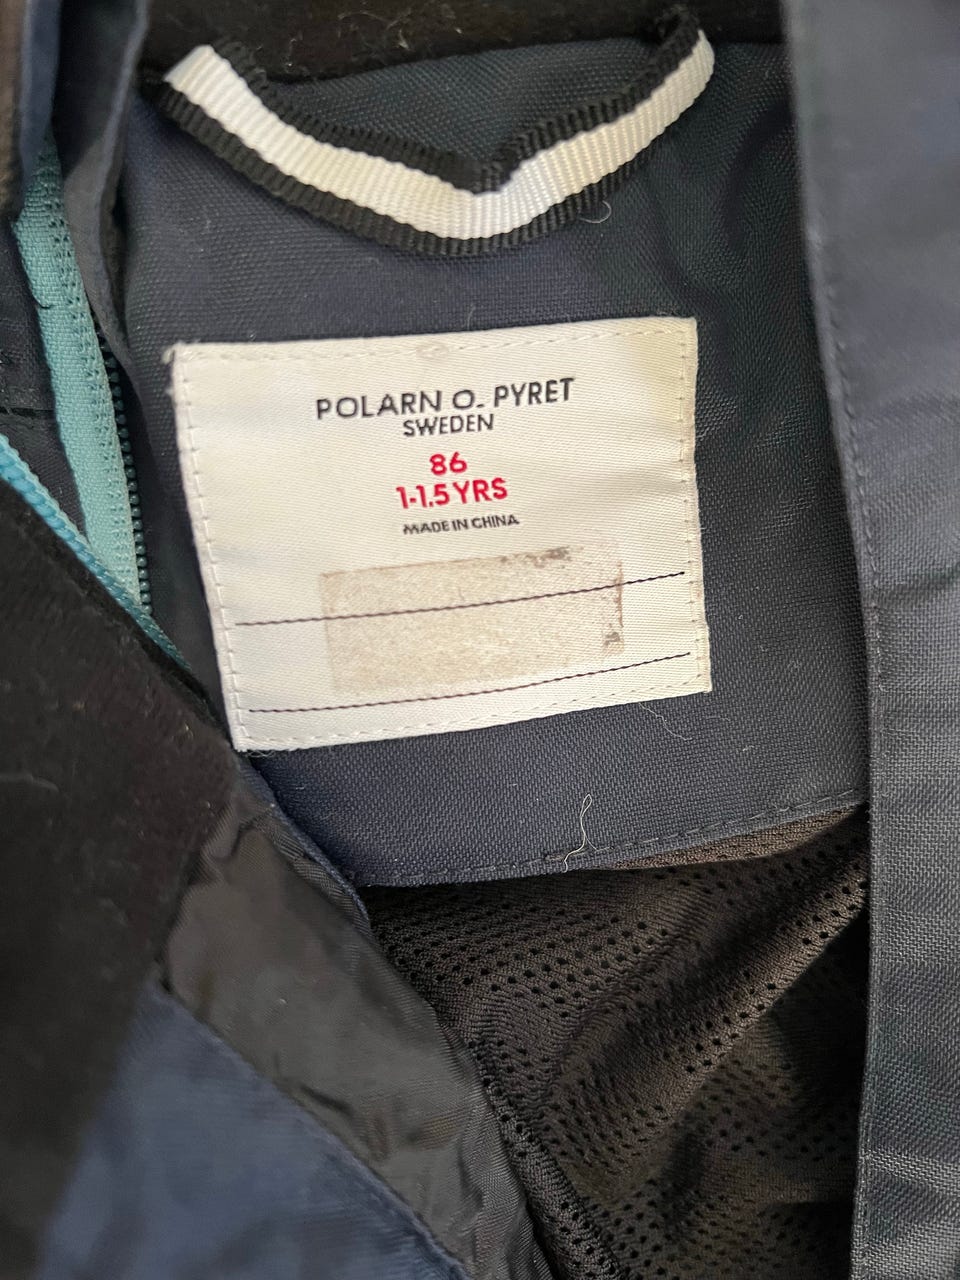 POLARN O. PYRET
SWEDEN
86
1-1.5 YRS
MADE IN CHINA